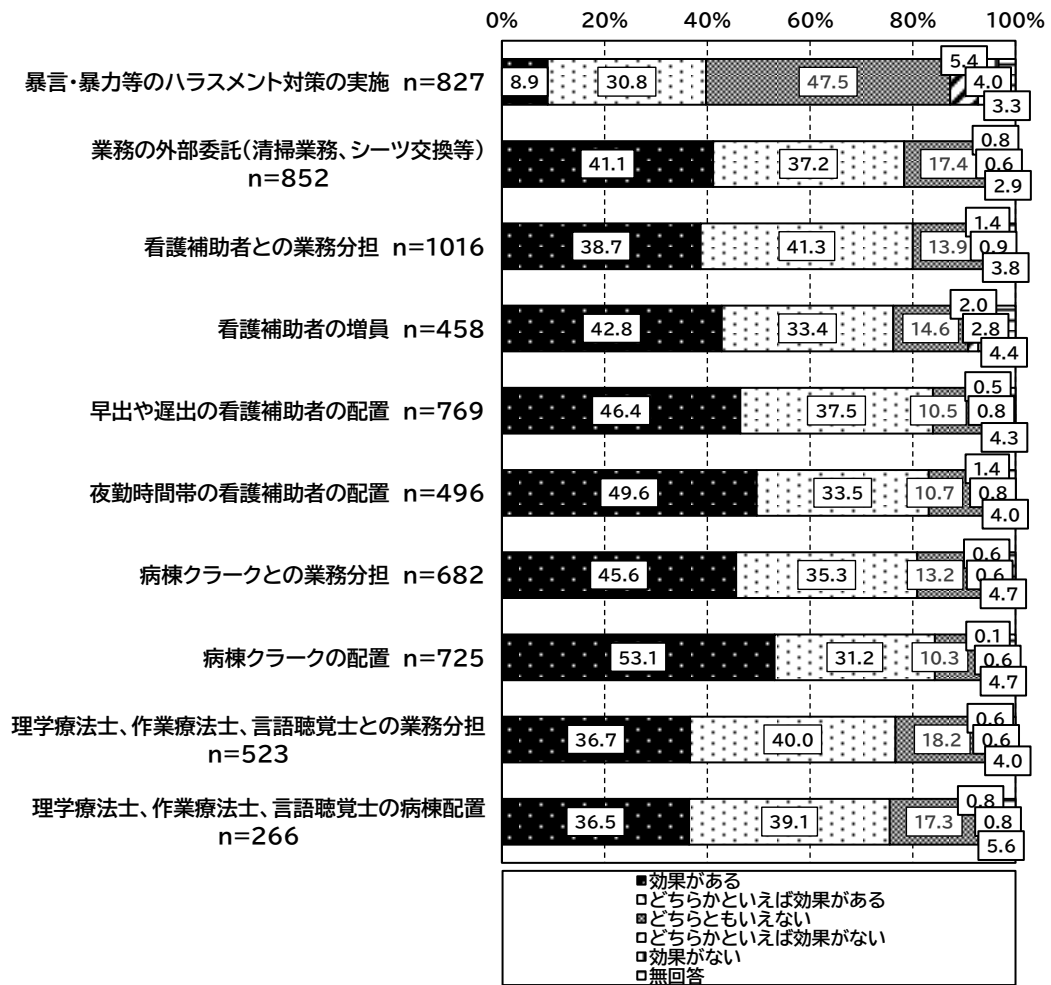 0% 20% 40% 60% 80% 100%
暴言・暴力等のハラスメント対策の実施 n=827
8.9 30.8 47.5 5.4 4.0 3.3
業務の外部委託(清掃業務、シーツ交換等)
n=852
41.1 37.2 17.4 0.8 0.6 2.9
看護補助者との業務分担 n=1016
38.7 41.3 13.9 1.4 0.9 3.8
看護補助者の増員 n=458
42.8 33.4 14.6 2.0 2.8 4.4
早出や遅出の看護補助者の配置 n=769
46.4 37.5 10.5 0.5 0.8 4.3
夜勤時間帯の看護補助者の配置 n=496
49.6 33.5 10.7 1.4 0.8 4.0
病棟クラークとの業務分担 n=682
45.6 35.3 13.2 0.6 0.6 4.7
病棟クラークの配置 n=725
53.1 31.2 10.3 0.1 0.6 4.7
理学療法士、作業療法士、言語聴覚士との業務分担
n=523
36.7 40.0 18.2 0.6 0.6 4.0
理学療法士、作業療法士、言語聴覚士の病棟配置
n=266
36.5 39.1 17.3 0.8 0.8 5.6
効果がある
どちらかといえば効果がある
どちらともいえない
どちらかといえば効果がない
効果がない
無回答